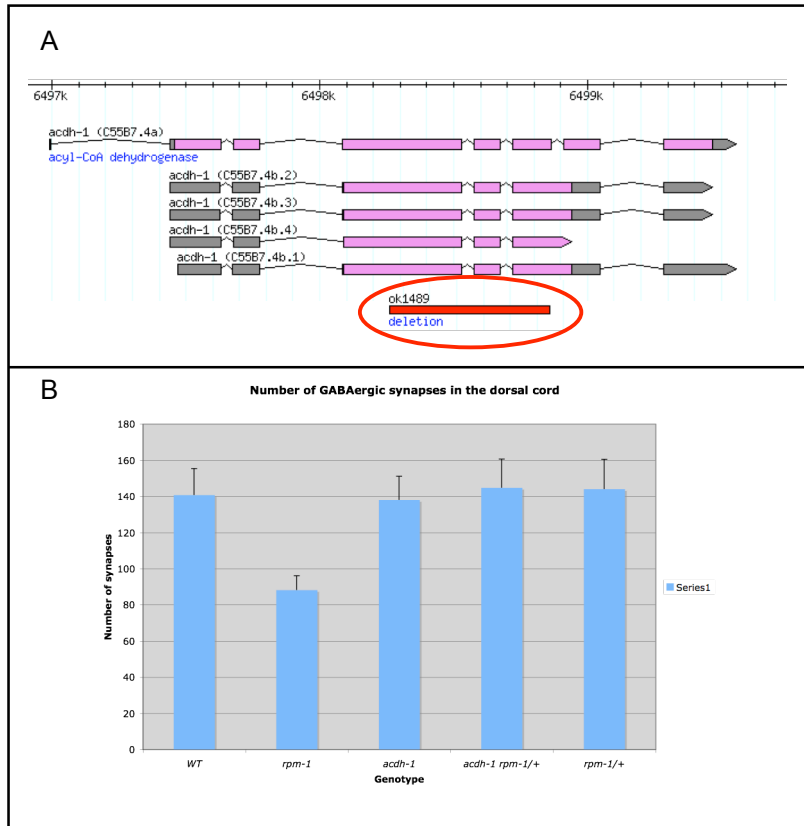 A
6497k 6498k 6499k
acdh-1 (C55B7.4a)
acyl-CoA dehydrogenase
acdh-1 (C55B7.4b.2)
acdh-1 (C55B7.4b.3)
acdh-1 (C55B7.4b.4)
acdh-1 (C55B7.4b.1)
ok1489
deletion
B
Number of GABAergic synapses in the dorsal cord
180
160
140
120
100
80
60
40
20
0
Number of synapses
WT rpm-1 acdh-1 acdh-1 rpm-1/+ rpm-1/+
Genotype
Series1